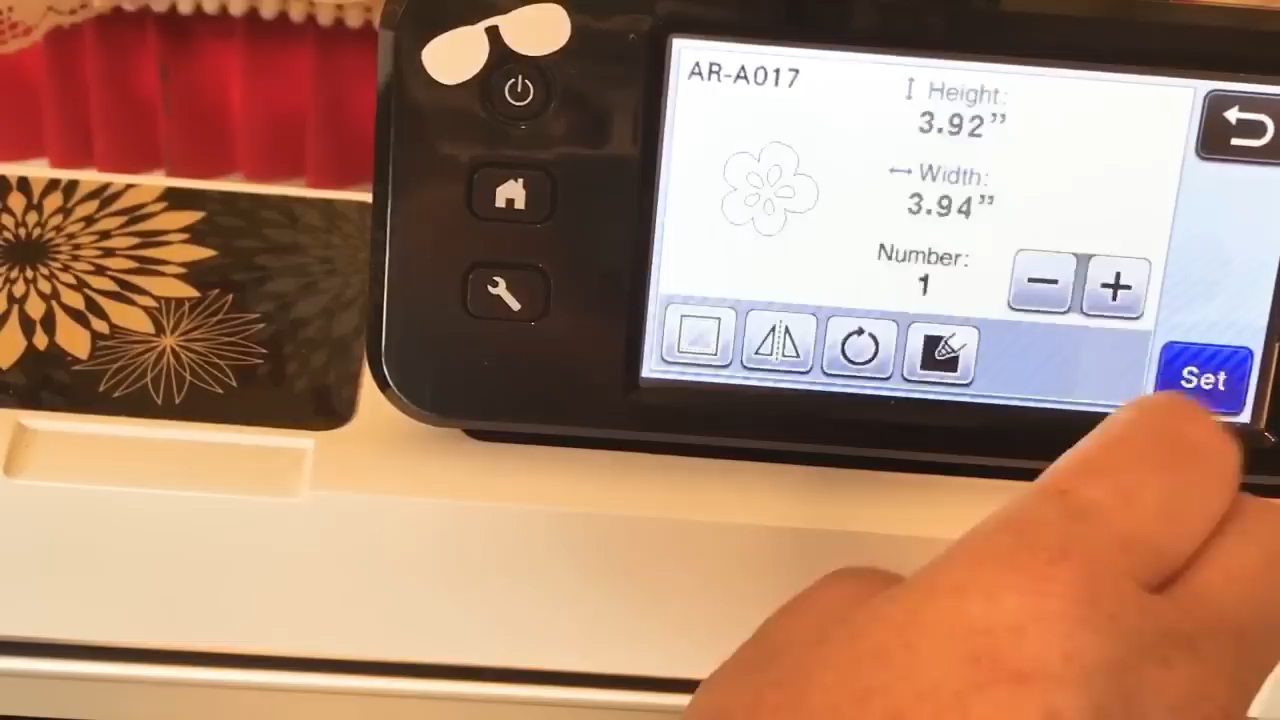 AR-A017
Height:
3.92”
Width:
3.94”
Number:
1
Set